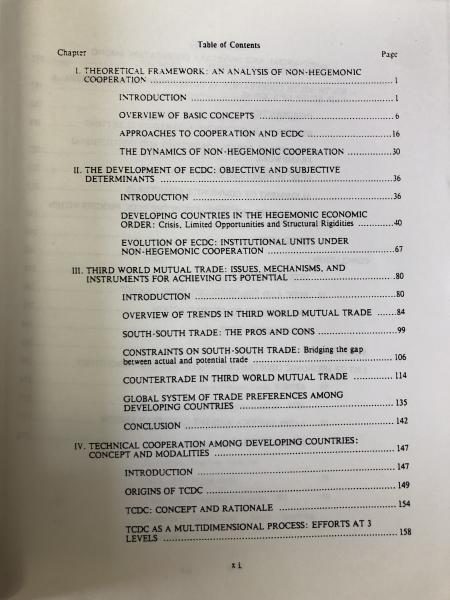 Table of Contents
Chapter Page
I. THEORETICAL FRAMEWORK: AN ANALYSIS OF NON-HEGEMONIC
COOPERATION ........ 1
INTRODUCTION ........ 1
OVERVIEW OF BASIC CONCEPTS ........ 6
APPROACHES TO COOPERATION AND ECDC ........ 16
THE DYNAMICS OF NON-HEGEMONIC COOPERATION ........ 30
II. THE DEVELOPMENT OF ECDC: OBJECTIVE AND SUBJECTIVE
DETERMINANTS ........ 36
INTRODUCTION ........ 36
DEVELOPING COUNTRIES IN THE HEGEMONIC ECONOMIC
ORDER: Crisis, Limited Opportunities and Structural Rigidities ........ 40
EVOLUTION OF ECDC: INSTITUTIONAL UNITS UNDER
NON-HEGEMONIC COOPERATION ........ 67
III. THIRD WORLD MUTUAL TRADE: ISSUES, MECHANISMS, AND
INSTRUMENTS FOR ACHIEVING ITS POTENTIAL ........ 80
INTRODUCTION ........ 80
OVERVIEW OF TRENDS IN THIRD WORLD MUTUAL TRADE ........ 84
SOUTH-SOUTH TRADE: THE PROS AND CONS ........ 99
CONSTRAINTS ON SOUTH-SOUTH TRADE: Bridging the gap
between actual and potential trade ........ 106
COUNTERTRADE IN THIRD WORLD MUTUAL TRADE ........ 114
GLOBAL SYSTEM OF TRADE PREFERENCES AMONG
DEVELOPING COUNTRIES ........ 135
CONCLUSION ........ 142
IV. TECHNICAL COOPERATION AMONG DEVELOPING COUNTRIES:
CONCEPT AND MODALITIES ........ 147
INTRODUCTION ........ 147
ORIGINS OF TCDC ........ 149
TCDC: CONCEPT AND RATIONALE ........ 154
TCDC AS A MULTIDIMENSIONAL PROCESS: EFFORTS AT 3
LEVELS ........ 158
xi